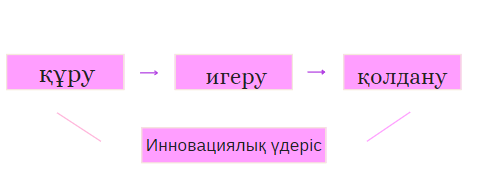 құру
игеру
қолдану
Инновациялық үдеріс